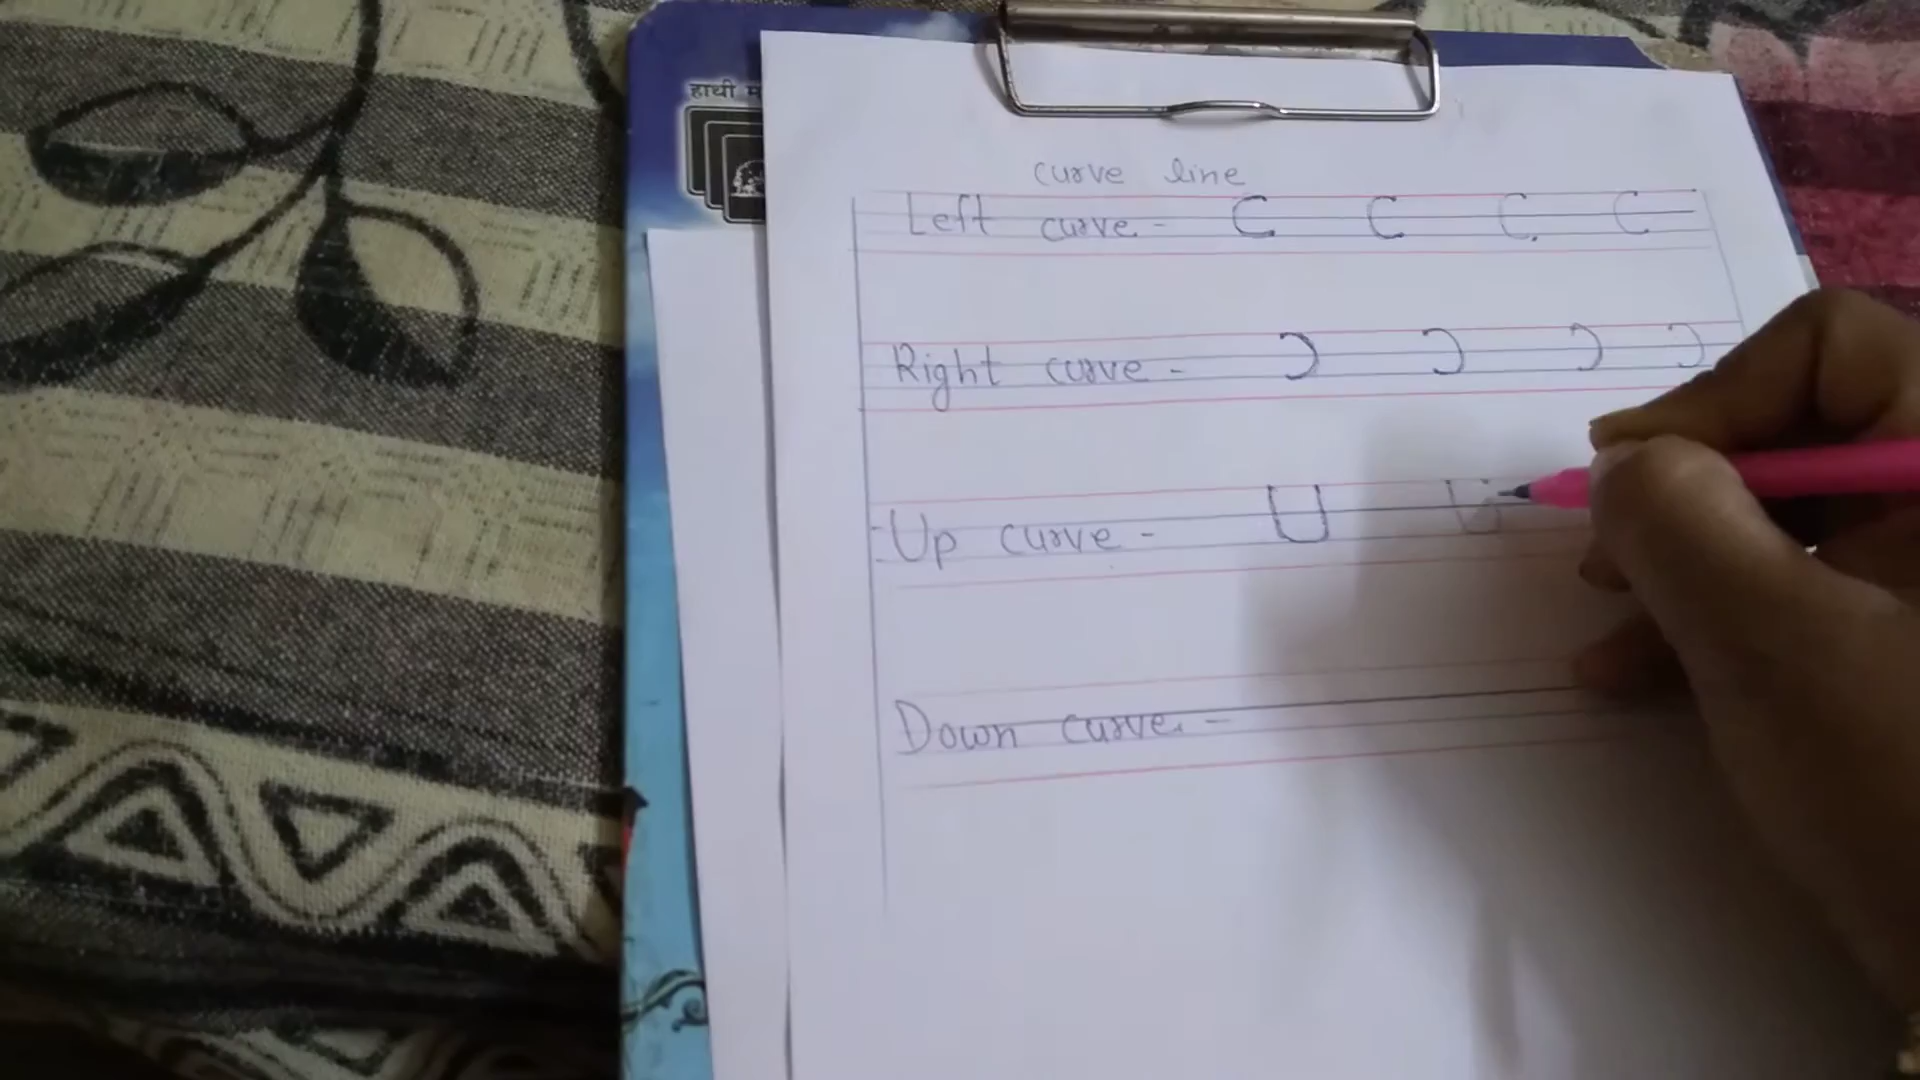 हाथी
curve line
Left curve - C C C C
Right curve -
Up curve - U U
Down curve. -